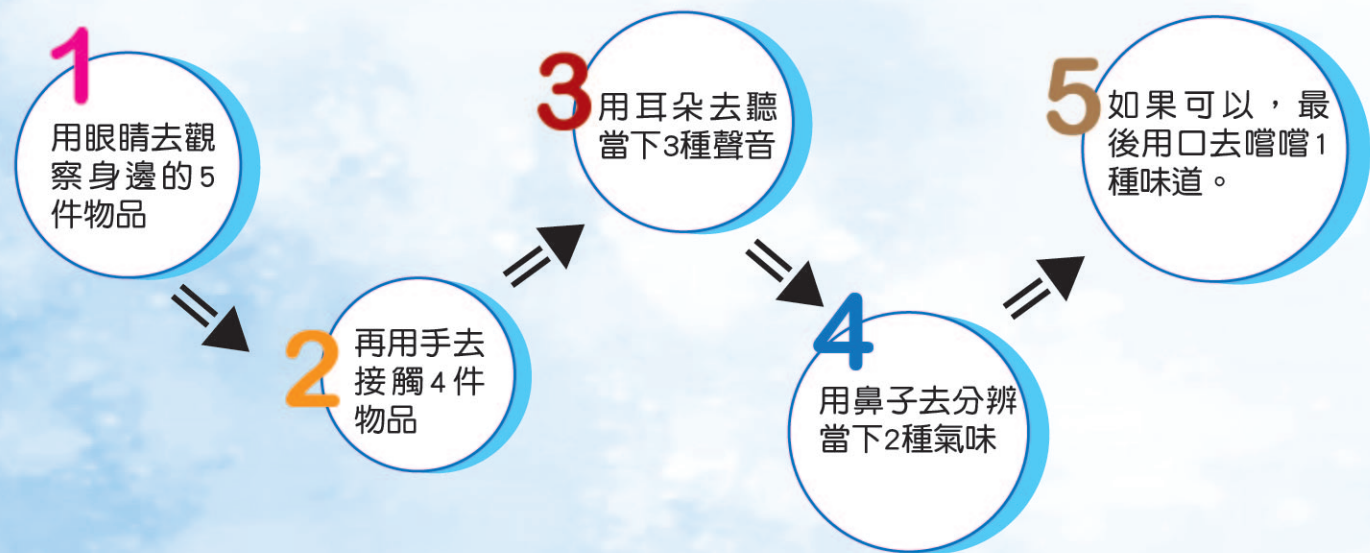 1
用眼睛去觀
察身邊的5
件物品
2
再用手去
接觸4件
物品
3
用耳朵去聽
當下3種聲音
4
用鼻子去分辨
當下2種氣味
5
如果可以，最
後用口去嚐嚐1
種味道。